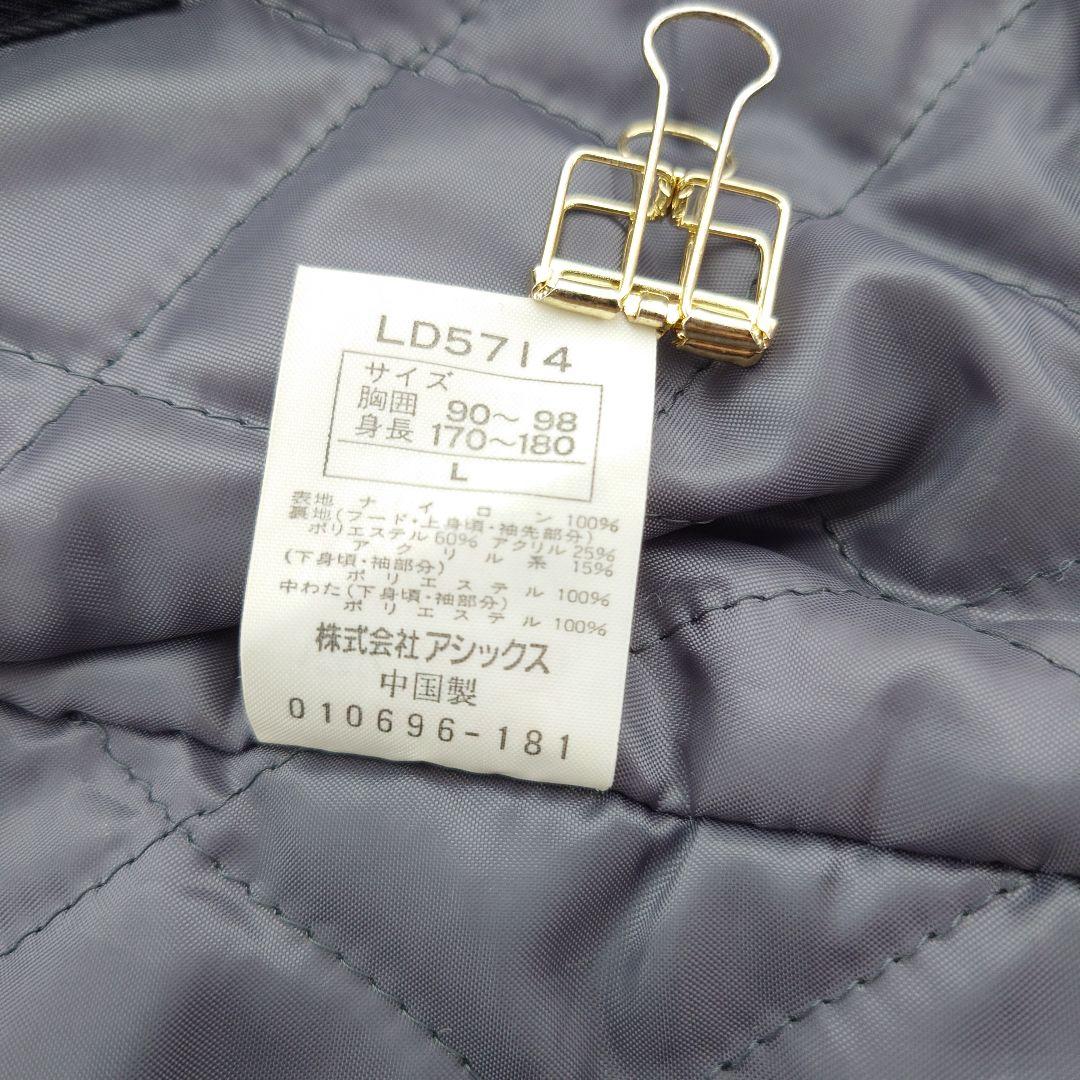 LD5714
サイズ
胸囲 90〜98
身長 170〜180
L
表地 ナイロン 100%
裏地(フード・上身頃・袖先部分)
ポリエステル60% アクリル25%
アクリル系 15%
(下身頃・袖部分)
ポリエステル 100%
中わた(下身頃・袖部分)
ポリエステル 100%
株式会社アシックス
中国製
010696-181